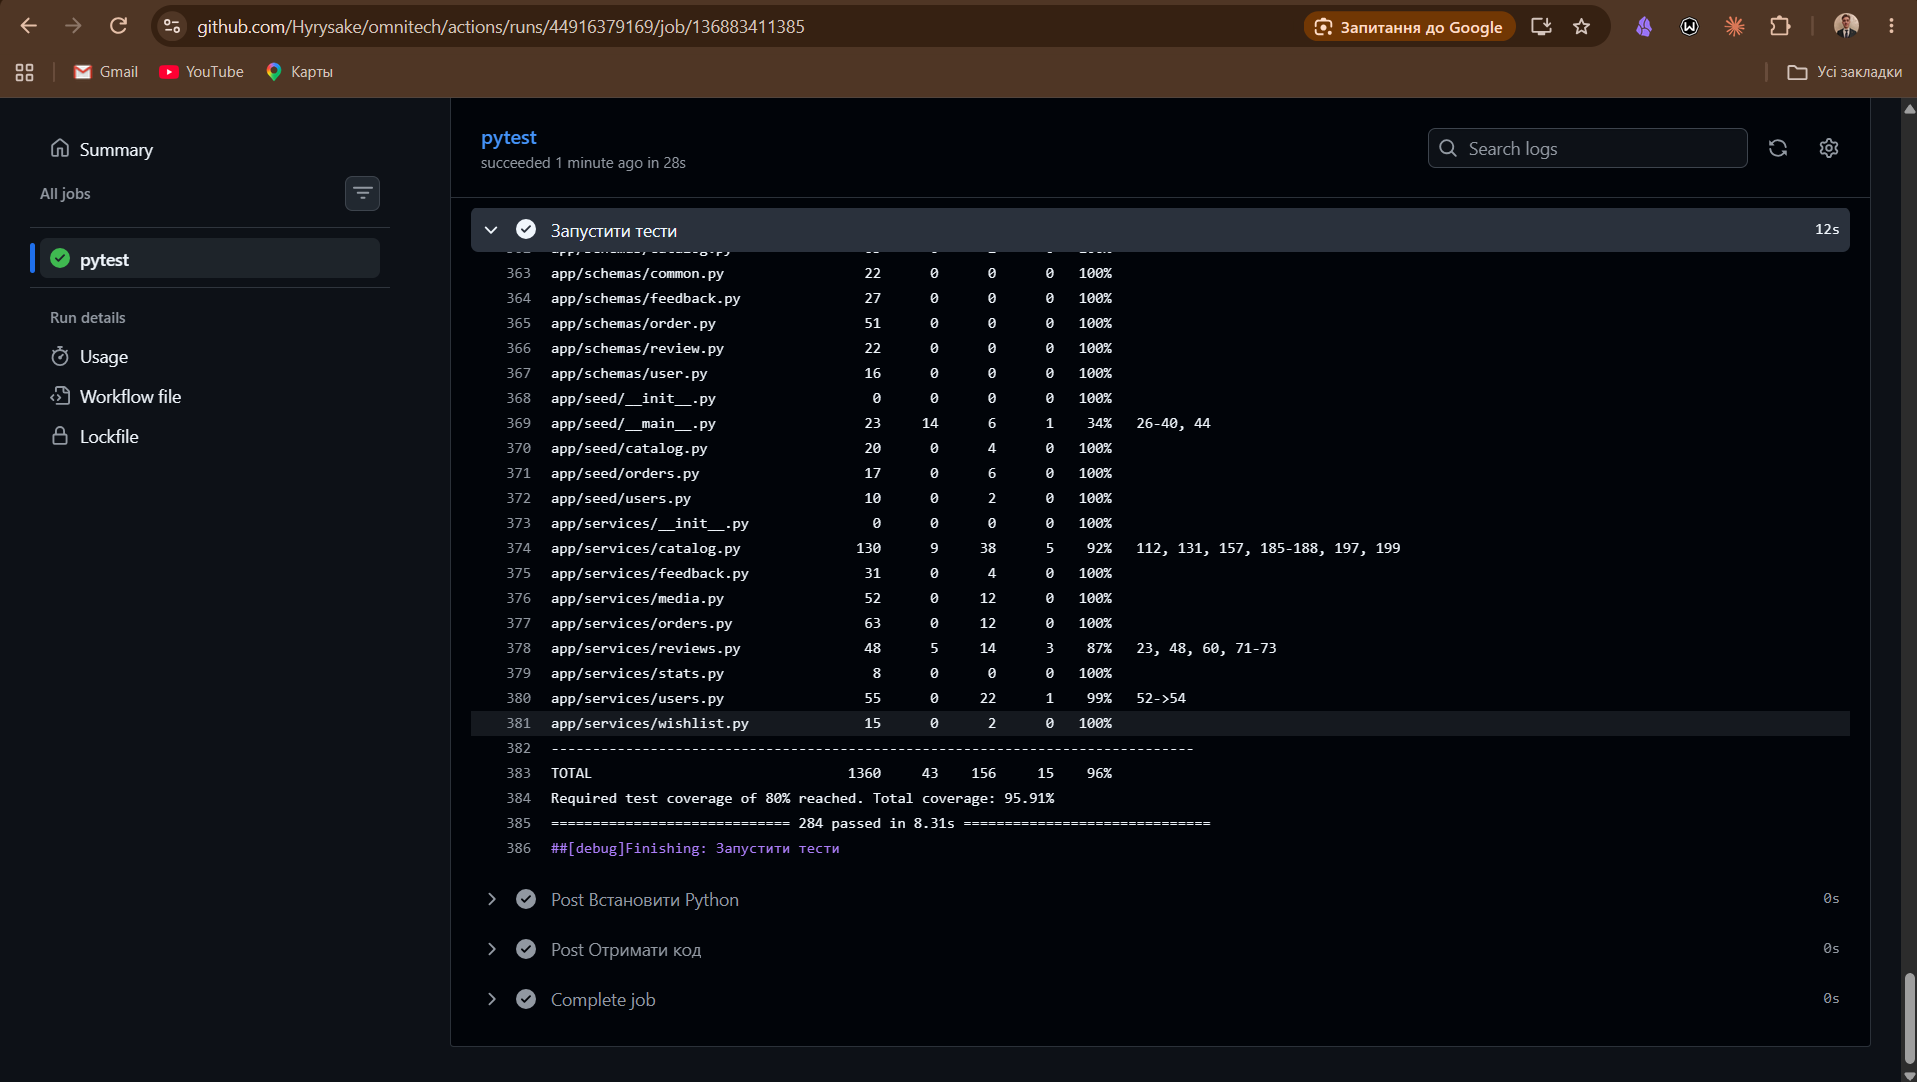 github.com/Hyrysake/omnitech/actions/runs/44916379169/job/136883411385
Запитання до Google
Gmail
YouTube
Карты
Усі закладки
Summary
All jobs
pytest
Run details
Usage
Workflow file
Lockfile
pytest
succeeded 1 minute ago in 28s
Search logs
Запустити тести 12s
363 app/schemas/common.py 22 0 0 0 100%
364 app/schemas/feedback.py 27 0 0 0 100%
365 app/schemas/order.py 51 0 0 0 100%
366 app/schemas/review.py 22 0 0 0 100%
367 app/schemas/user.py 16 0 0 0 100%
368 app/seed/__init__.py 0 0 0 0 100%
369 app/seed/__main__.py 23 14 6 1 34% 26-40, 44
370 app/seed/catalog.py 20 0 4 0 100%
371 app/seed/orders.py 17 0 6 0 100%
372 app/seed/users.py 10 0 2 0 100%
373 app/services/__init__.py 0 0 0 0 100%
374 app/services/catalog.py 130 9 38 5 92% 112, 131, 157, 185-188, 197, 199
375 app/services/feedback.py 31 0 4 0 100%
376 app/services/media.py 52 0 12 0 100%
377 app/services/orders.py 63 0 12 0 100%
378 app/services/reviews.py 48 5 14 3 87% 23, 48, 60, 71-73
379 app/services/stats.py 8 0 0 0 100%
380 app/services/users.py 55 0 22 1 99% 52->54
381 app/services/wishlist.py 15 0 2 0 100%
382 ------------------------------------------------------------------------------
383 TOTAL 1360 43 156 15 96%
384 Required test coverage of 80% reached. Total coverage: 95.91%
385 ============================= 284 passed in 8.31s ==============================
386 ##[debug]Finishing: Запустити тести
Post Встановити Python 0s
Post Отримати код 0s
Complete job 0s